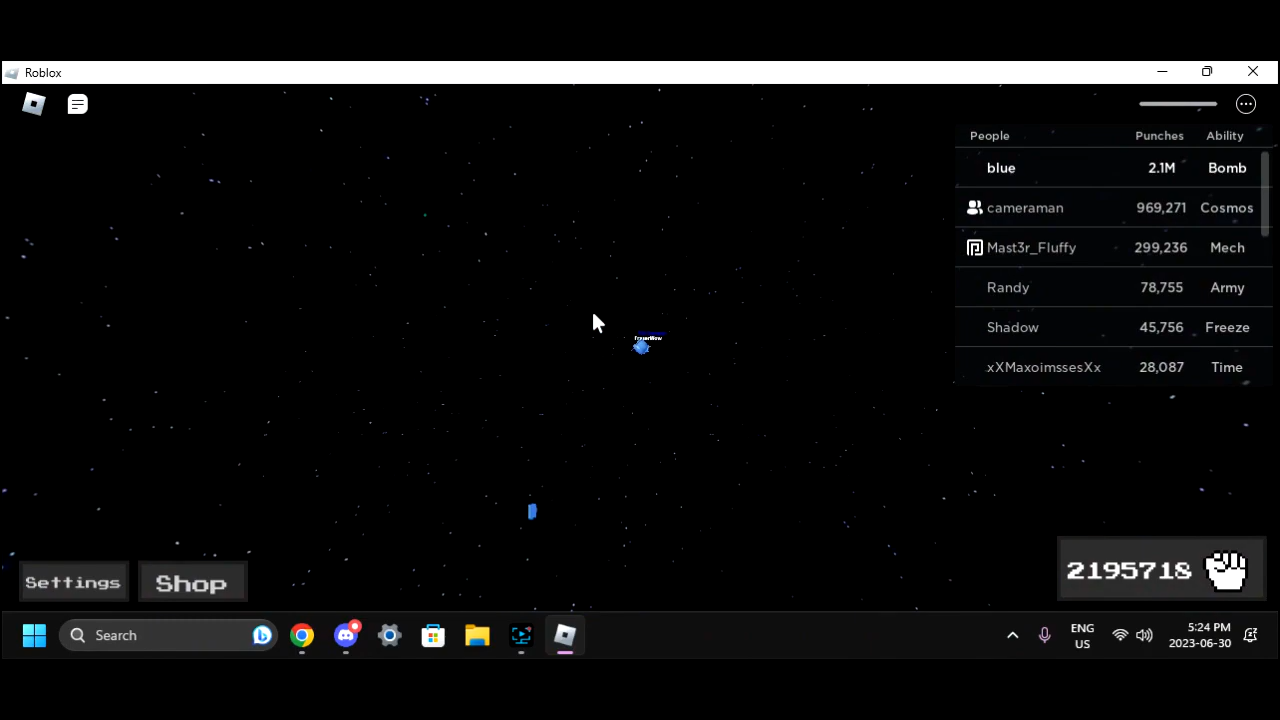 Roblox
People Punches Ability
blue 2.1M Bomb
cameraman 969,271 Cosmos
Mast3r_Fluffy 299,236 Mech
Randy 78,755 Army
Shadow 45,756 Freeze
xXMaxoimssesXx 28,087 Time
Settings Shop
2195718
Search
ENG
US
5:24 PM
2023-06-30